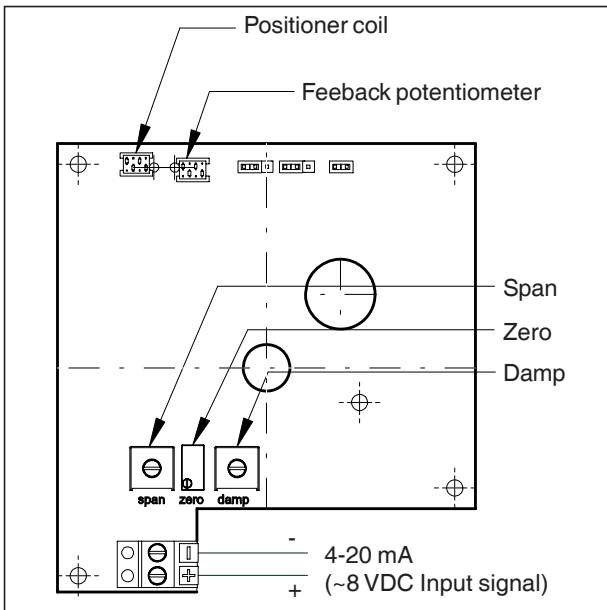 Positioner coil
Feeback potentiometer
Span
Zero
Damp
span zero damp
-
4-20 mA
+ (~8 VDC Input signal)